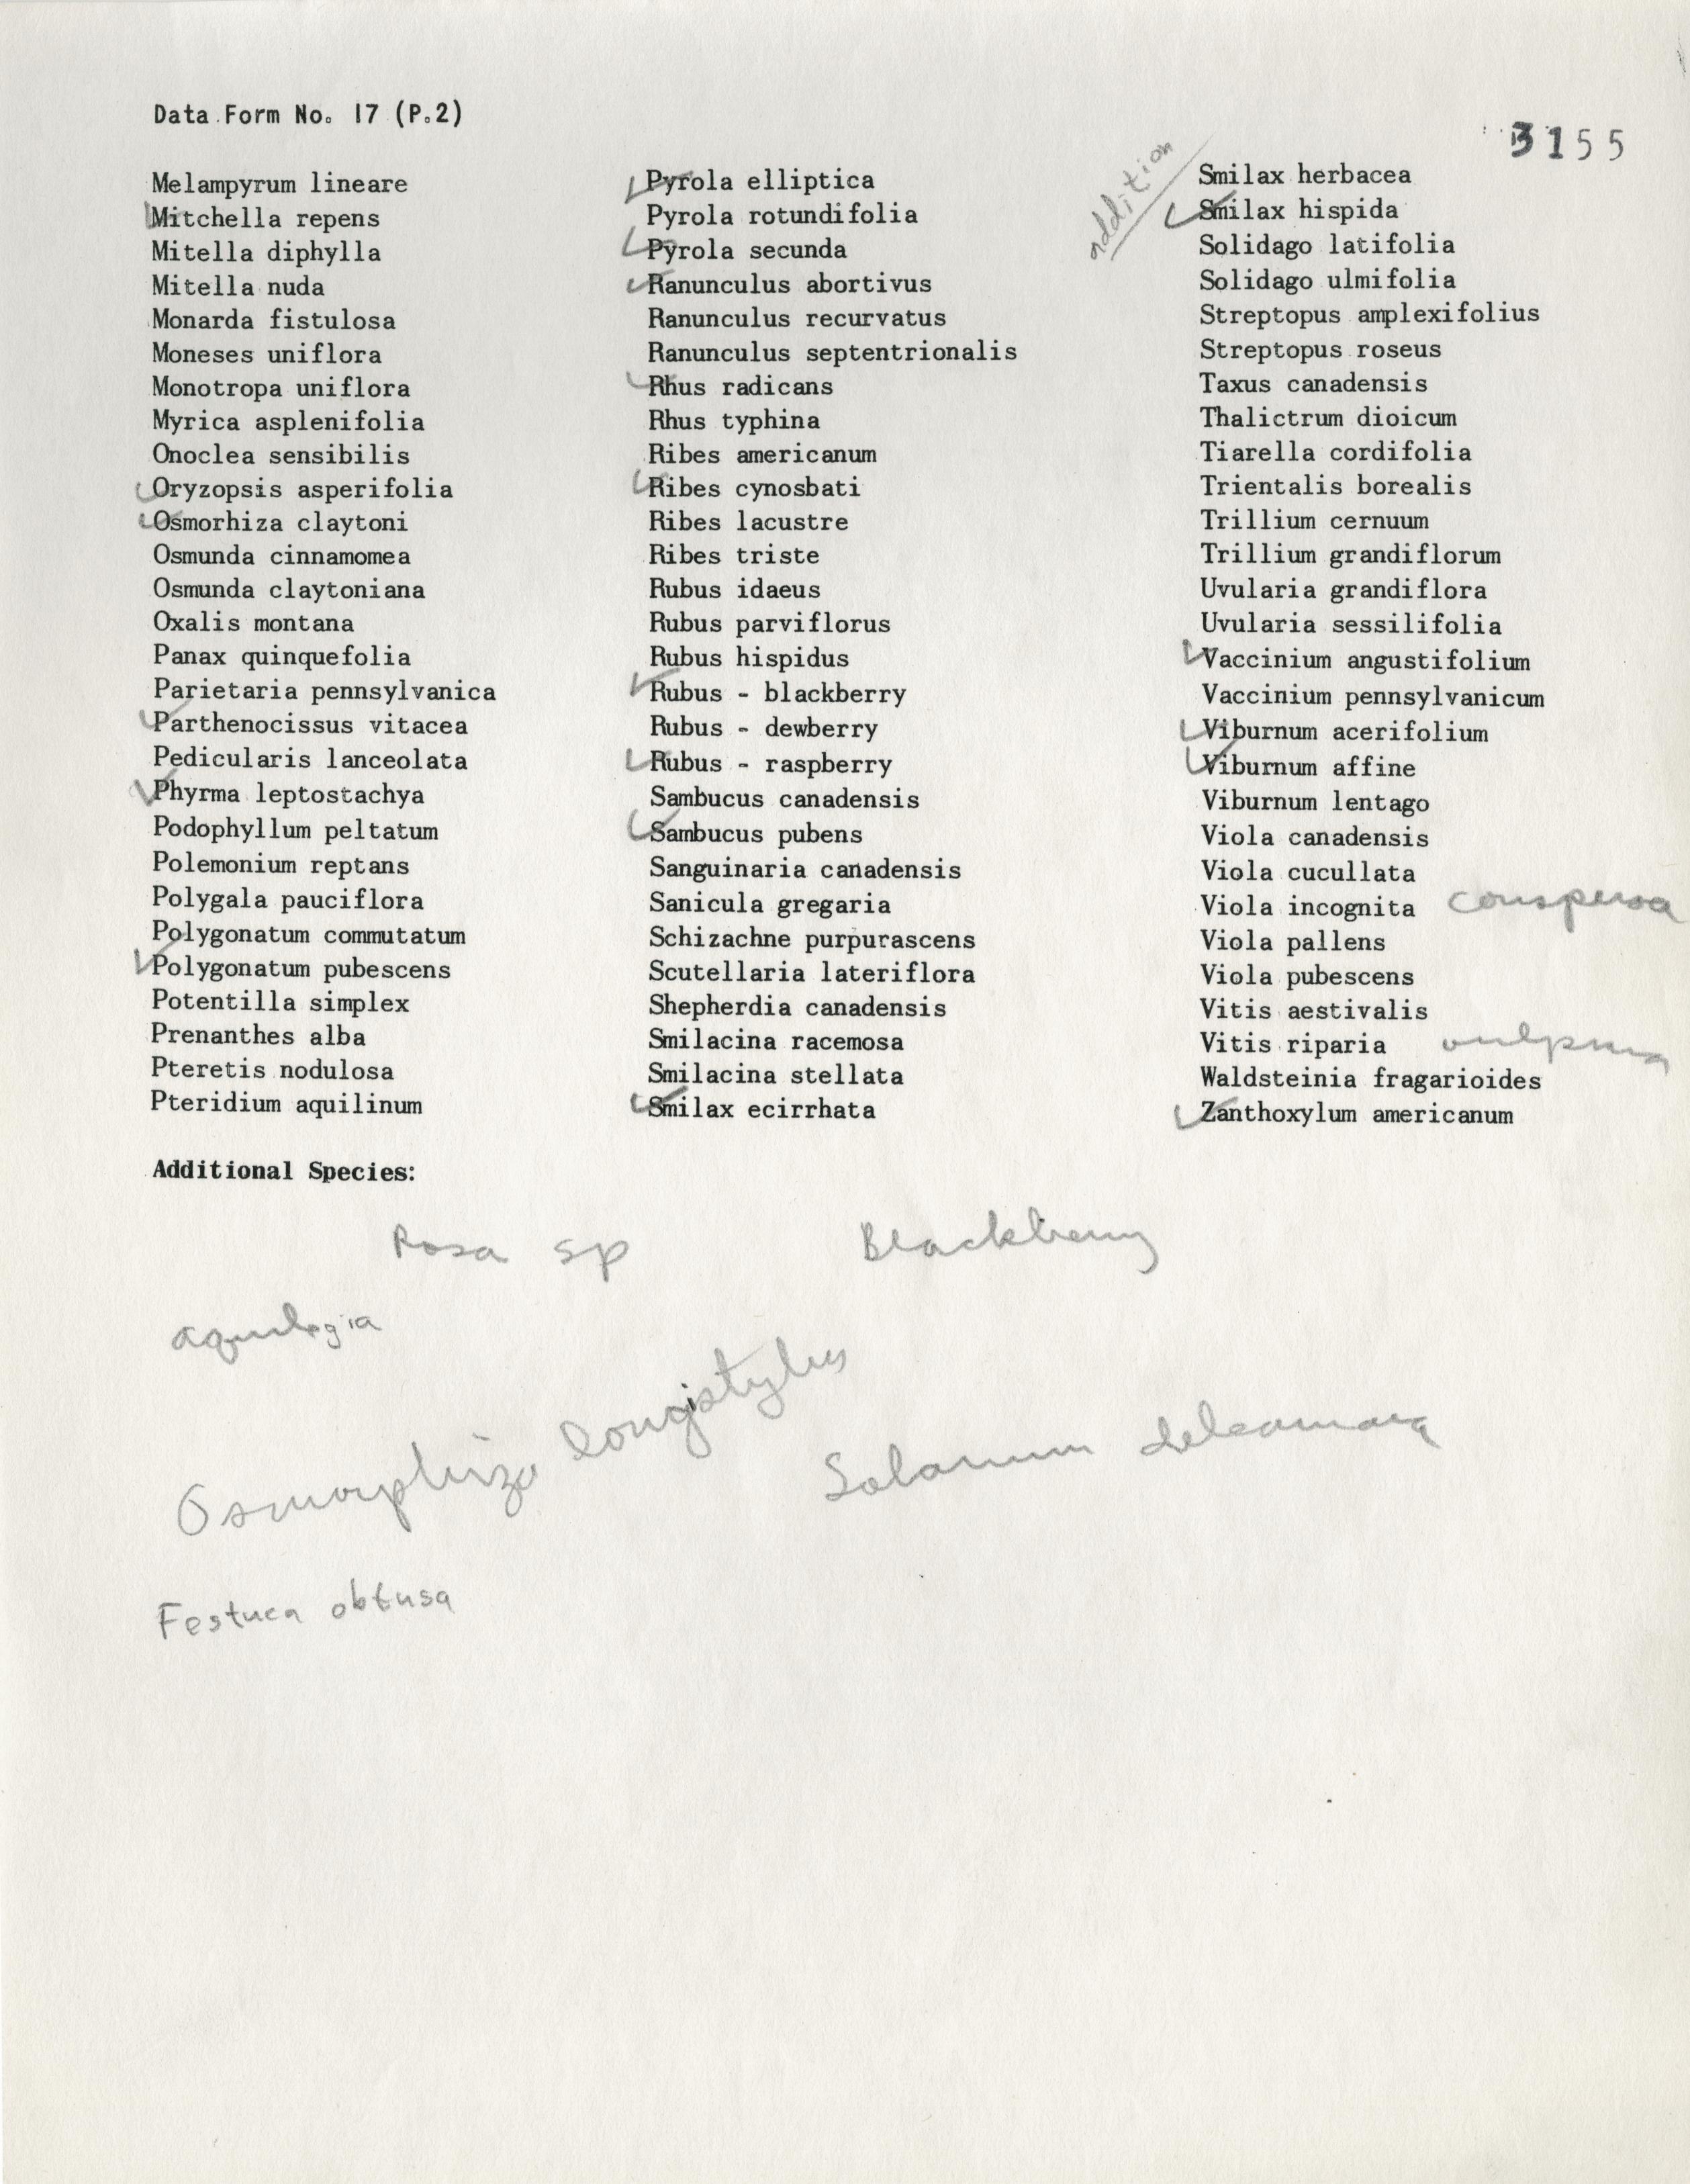 Data Form No. 17 (P.2)
3155
Melampyrum lineare
Mitchella repens
Mitella diphylla
Mitella nuda
Monarda fistulosa
Moneses uniflora
Monotropa uniflora
Myrica asplenifolia
Onoclea sensibilis
Oryzopsis asperifolia
Osmorhiza claytoni
Osmunda cinnamomea
Osmunda claytoniana
Oxalis montana
Panax quinquefolia
Parietaria pennsylvanica
Parthenocissus vitacea
Pedicularis lanceolata
Phyrma leptostachya
Podophyllum peltatum
Polemonium reptans
Polygala pauciflora
Polygonatum commutatum
Polygonatum pubescens
Potentilla simplex
Prenanthes alba
Pteretis nodulosa
Pteridium aquilinum
Pyrola elliptica
Pyrola rotundifolia
Pyrola secunda
Ranunculus abortivus
Ranunculus recurvatus
Ranunculus septentrionalis
Rhus radicans
Rhus typhina
Ribes americanum
Ribes cynosbati
Ribes lacustre
Ribes triste
Rubus idaeus
Rubus parviflorus
Rubus hispidus
Rubus - blackberry
Rubus - dewberry
Rubus - raspberry
Sambucus canadensis
Sambucus pubens
Sanguinaria canadensis
Sanicula gregaria
Schizachne purpurascens
Scutellaria lateriflora
Shepherdia canadensis
Smilacina racemosa
Smilacina stellata
Smilax ecirrhata
addition
Smilax herbacea
Smilax hispida
Solidago latifolia
Solidago ulmifolia
Streptopus amplexifolius
Streptopus roseus
Taxus canadensis
Thalictrum dioicum
Tiarella cordifolia
Trientalis borealis
Trillium cernuum
Trillium grandiflorum
Uvularia grandiflora
Uvularia sessilifolia
Vaccinium angustifolium
Vaccinium pennsylvanicum
Viburnum acerifolium
Viburnum affine
Viburnum lentago
Viola canadensis
Viola cucullata
Viola incognita conspersa
Viola pallens
Viola pubescens
Vitis aestivalis
Vitis riparia vulpina
Waldsteinia fragarioides
Zanthoxylum americanum
Additional Species:
Rosa sp Blackberry
aquilegia
Osmorphiza longistylis
Solanum dulcamara
Festuca obtusa